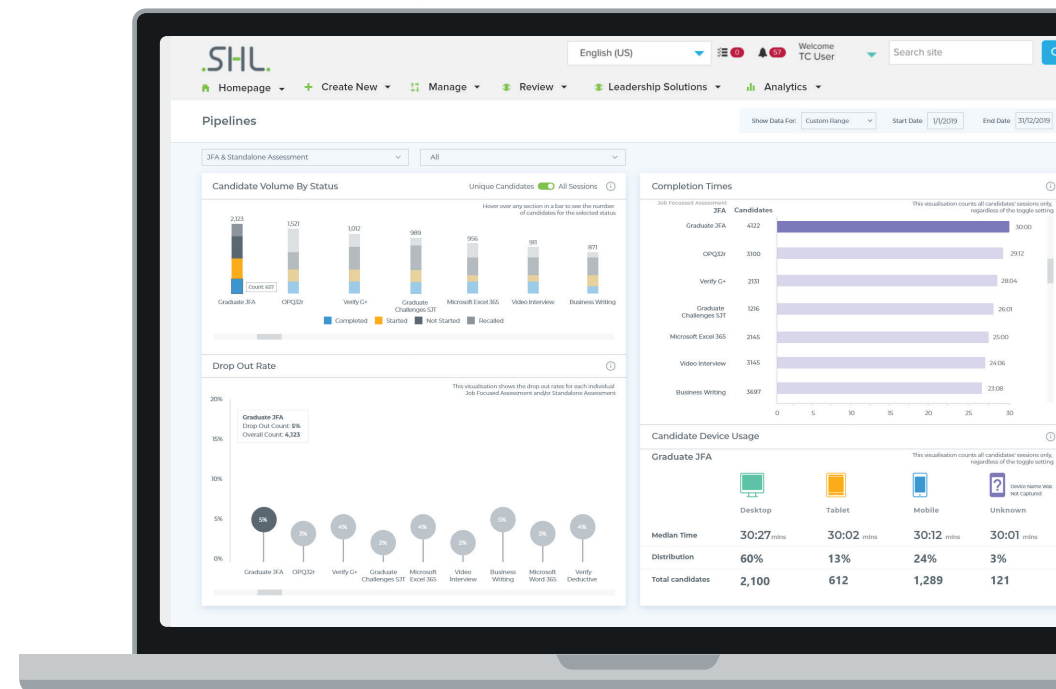 .SHL.
English (US)
0
57
Welcome
TC User
Search site
Homepage
Create New
Manage
Review
Leadership Solutions
Analytics
Pipelines
Show Data For:
Custom Range
Start Date
1/1/2019
End Date
31/12/2019
JFA & Standalone Assessment
All
Candidate Volume By Status
Unique Candidates
All Sessions
Hover over any section in a bar to see the number
of candidates for the selected status
2,123
1,521
1,012
989
956
911
871
Count: 657
Graduate JFA
OPQ32r
Verify G+
Graduate
Challenges SJT
Microsoft Excel 365
Video Interview
Business Writing
Completed
Started
Not Started
Recalled
Drop Out Rate
This visualisation shows the drop out rates for each individual
Job Focused Assessment and/or Standalone Assessment
20%
15%
10%
5%
0%
Graduate JFA
Drop Out Count: 5%
Overall Count: 4,123
5%
3%
4%
2%
4%
2%
5%
3%
4%
Graduate JFA
OPQ32r
Verify G+
Graduate
Challenges SJT
Microsoft
Excel 365
Video
Interview
Business
Writing
Microsoft
Word 365
Verify
Deductive
Completion Times
Job Focussed Assessment
JFA
Candidates
This visualisation counts all candidates' sessions only,
regardless of the toggle setting
Graduate JFA
4122
30:00
OPQ32r
3100
29:12
Verify G+
2131
28:04
Graduate
Challenges SJT
1216
26:01
Microsoft Excel 365
2145
25:00
Video Interview
3145
24:06
Business Writing
3697
23:08
0
5
10
15
20
25
30
Candidate Device Usage
Graduate JFA
This visualisation counts all candidates' sessions only,
regardless of the toggle setting
?
Device Name Was
Not Captured
Desktop
Tablet
Mobile
Unknown
Median Time
30:27 mins
30:02 mins
30:12 mins
30:01 mins
Distribution
60%
13%
24%
3%
Total candidates
2,100
612
1,289
121